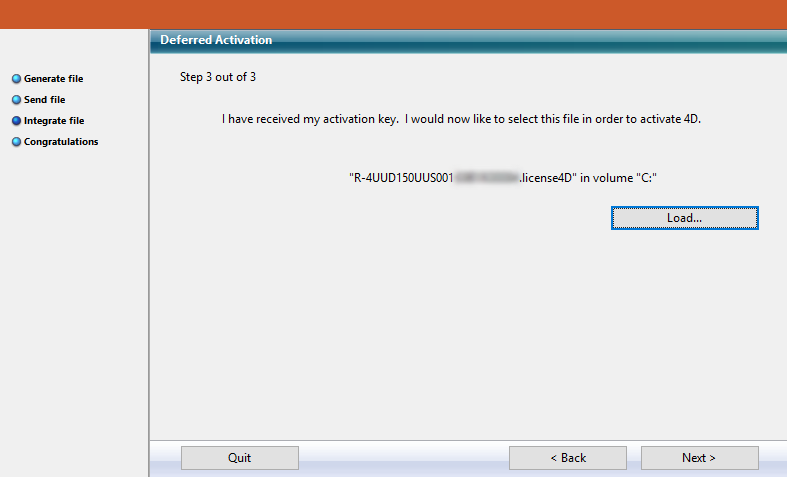 Deferred Activation
Generate file
Send file
Integrate file
Congratulations
Step 3 out of 3
I have received my activation key.  I would now like to select this file in order to activate 4D.
"R-4UUD150UUS001 .license4D" in volume "C:"
Load...
Quit
< Back
Next >